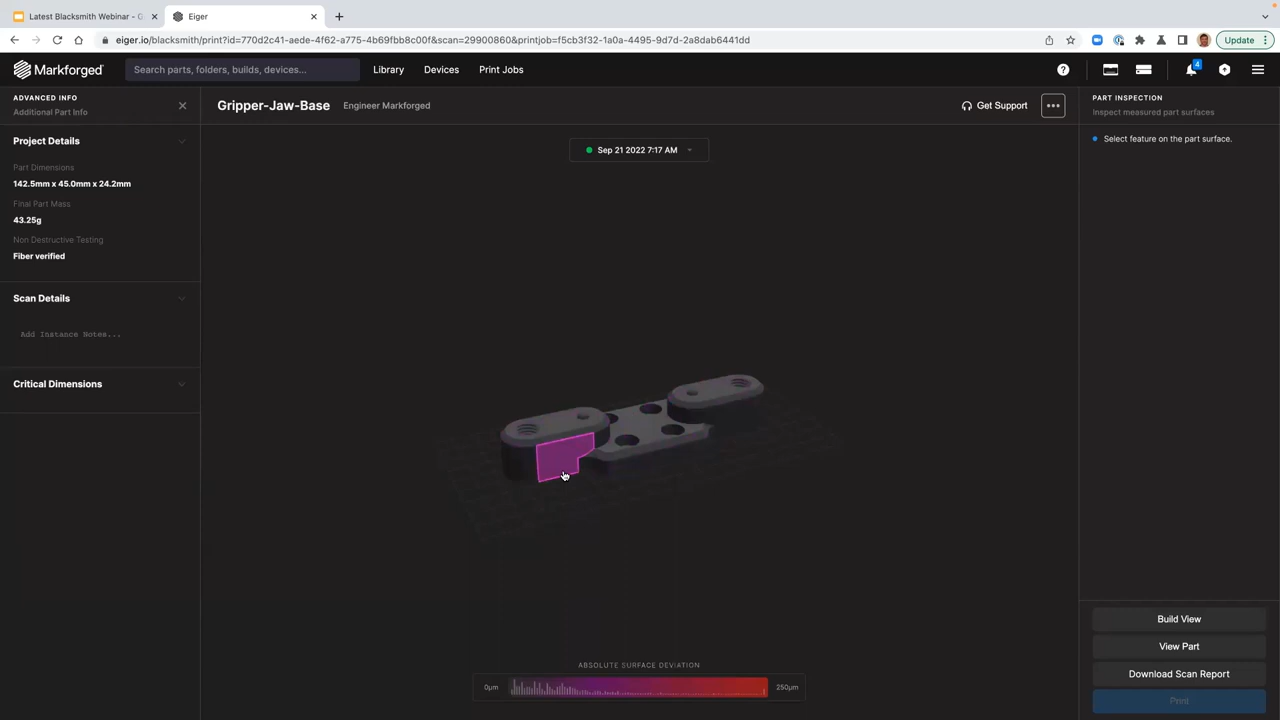 Latest Blacksmith Webinar - G
Eiger
eiger.io/blacksmith/print?id=770d2c41-aede-4f62-a775-4b69fbb8c00f&scan=29900860&printjob=f5cb3f32-1a0a-4495-9d7d-2a8dab6441dd
Update
Markforged
Search parts, folders, builds, devices...
Library
Devices
Print Jobs
4
ADVANCED INFO
Additional Part Info
Gripper-Jaw-Base
Engineer Markforged
Get Support
PART INSPECTION
Inspect measured part surfaces
Project Details
Sep 21 2022 7:17 AM
Select feature on the part surface.
Part Dimensions
142.5mm x 45.0mm x 24.2mm
Final Part Mass
43.25g
Non Destructive Testing
Fiber verified
Scan Details
Add Instance Notes...
Critical Dimensions
ABSOLUTE SURFACE DEVIATION
0µm
250µm
Build View
View Part
Download Scan Report
Print